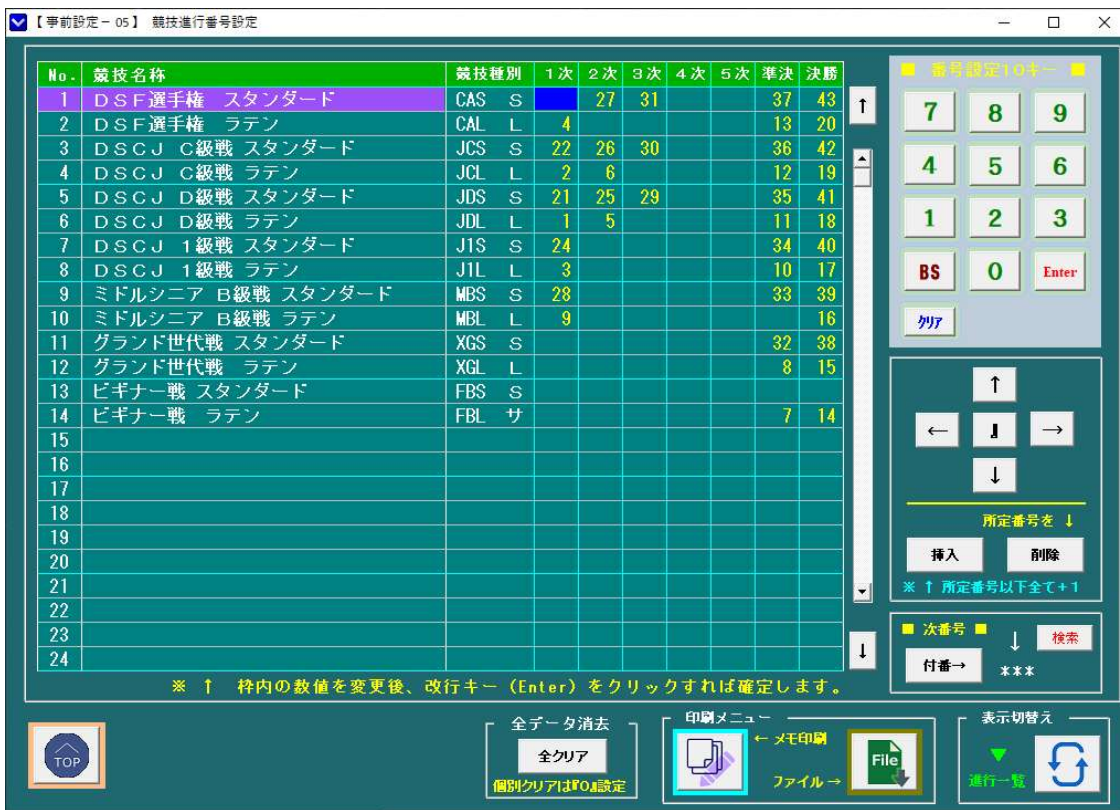 【 事前設定－05】 競技進行番号設定
No. 競技名称 競技種別 1次 2次 3次 4次 5次 準決 決勝
1 ＤＳＦ選手権　スタンダード CAS Ｓ 27 31 37 43
2 ＤＳＦ選手権　ラテン CAL Ｌ 4 13 20
3 ＤＳＣＪ Ｃ級戦 スタンダード JCS Ｓ 22 26 30 36 42
4 ＤＳＣＪ Ｃ級戦 ラテン JCL Ｌ 2 6 12 19
5 ＤＳＣＪ Ｄ級戦 スタンダード JDS Ｓ 21 25 29 35 41
6 ＤＳＣＪ Ｄ級戦 ラテン JDL Ｌ 1 5 11 18
7 ＤＳＣＪ １級戦 スタンダード J1S Ｓ 24 34 40
8 ＤＳＣＪ １級戦 ラテン J1L Ｌ 3 10 17
9 ミドルシニア Ｂ級戦 スタンダード MBS Ｓ 28 33 39
10 ミドルシニア Ｂ級戦 ラテン MBL Ｌ 9 16
11 グランド世代戦 スタンダード XGS Ｓ 32 38
12 グランド世代戦　ラテン XGL Ｌ 8 15
13 ビギナー戦 スタンダード FBS Ｓ
14 ビギナー戦　ラテン FBL サ 7 14
15
16
17
18
19
20
21
22
23
24
※ ↑ 枠内の数値を変更後、改行キー（Enter）をクリックすれば確定します。
↑
↓
■ 番号設定10キー ■
7 8 9
4 5 6
1 2 3
BS 0 Enter
クリア
↑
← 』 →
↓
所定番号を ↓
挿入 削除
※ ↑ 所定番号以下全て+1
■ 次番号 ■ ↓ 検索
付番→ ***
TOP
全データ消去
全クリア
個別クリアは『0』設定
印刷メニュー
← メモ印刷
ファイル →
File
表示切替え
▼
進行一覧